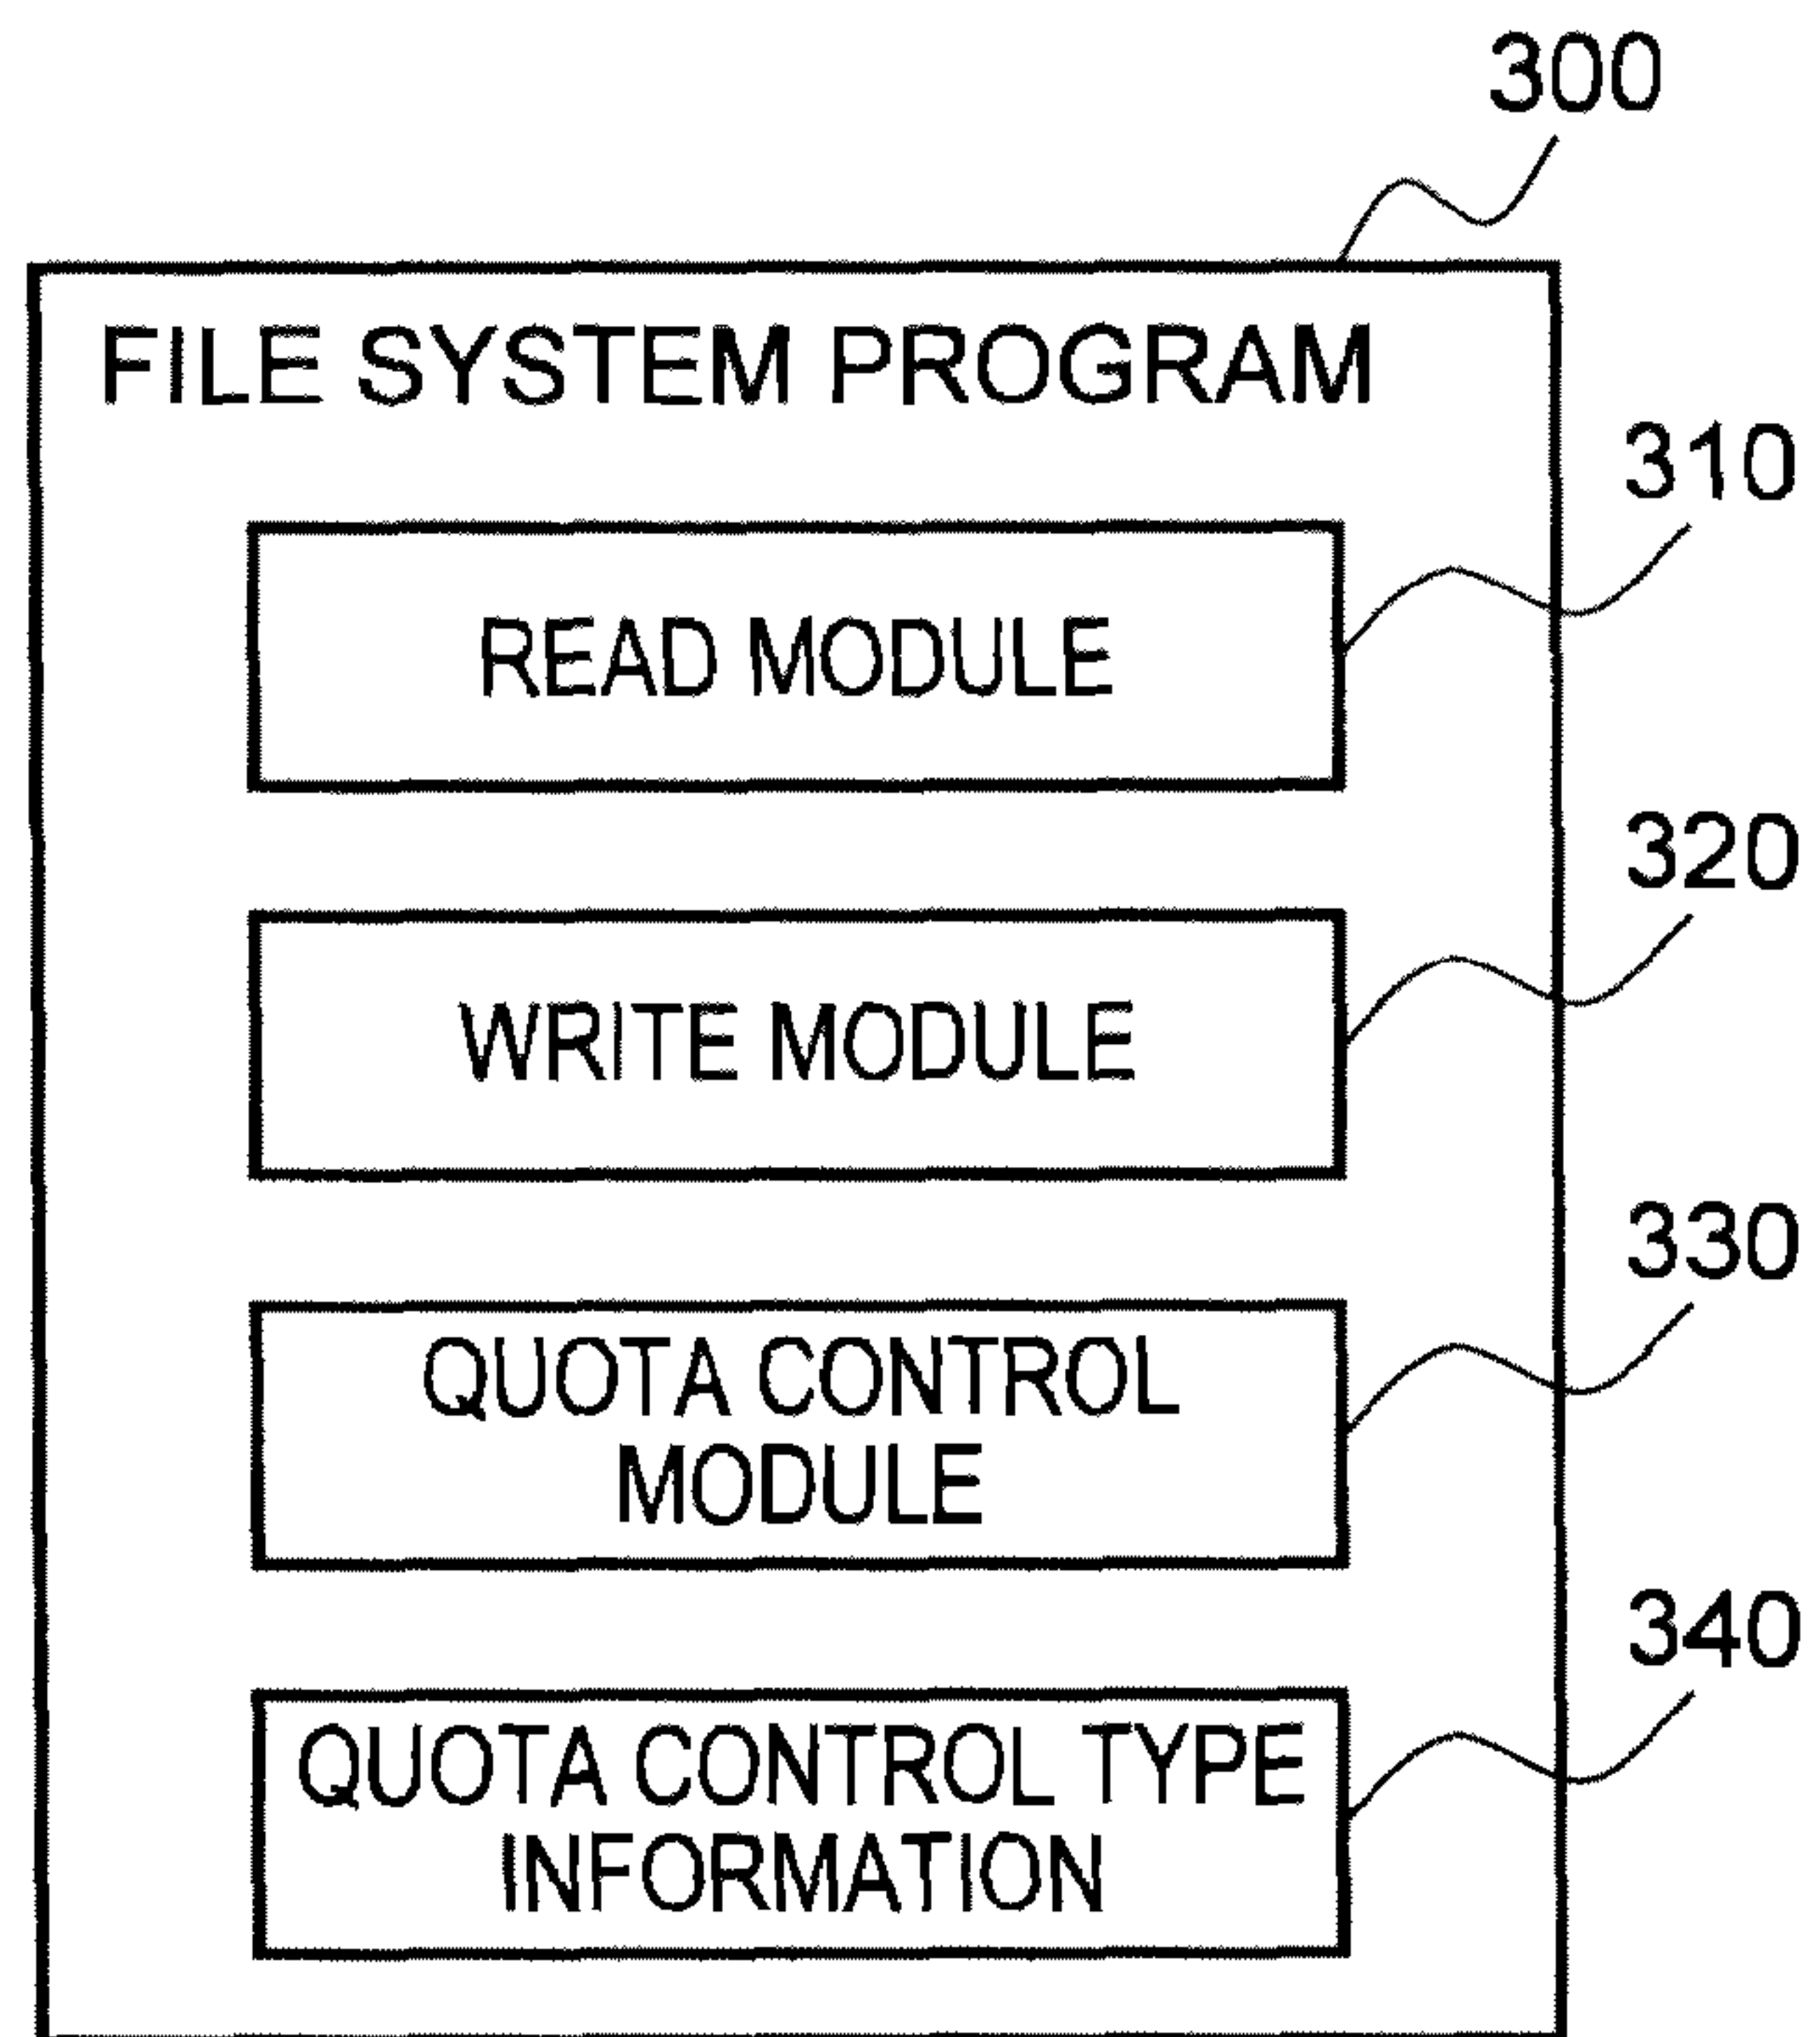 300
FILE SYSTEM PROGRAM
310
READ MODULE
320
WRITE MODULE
330
QUOTA CONTROL
MODULE
340
QUOTA CONTROL TYPE
INFORMATION